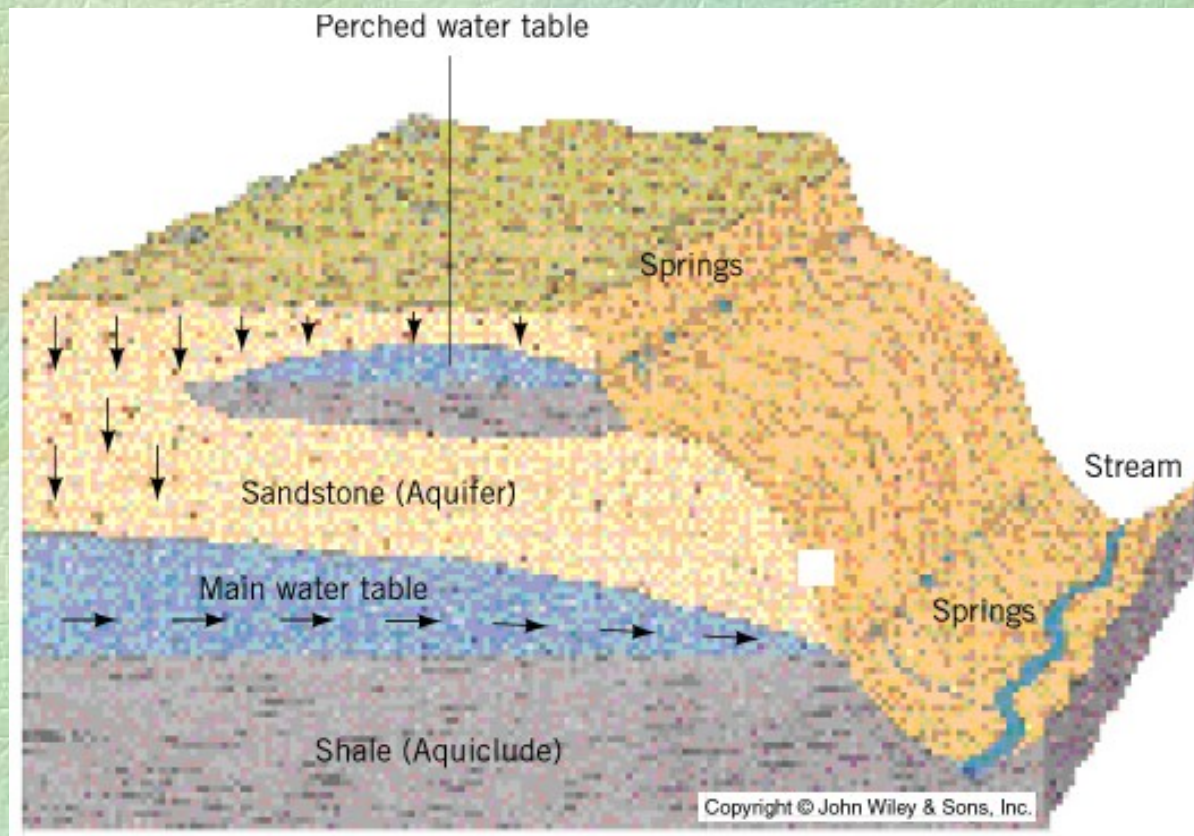 Perched water table
Springs
Stream
Sandstone (Aquifer)
Main water table
Springs
Shale (Aquiclude)
Copyright © John Wiley & Sons, Inc.